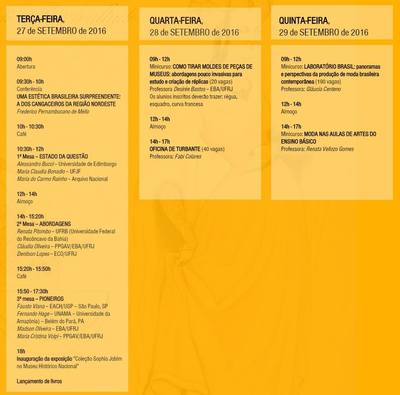 TERÇA-FEIRA,
27 de SETEMBRO de 2016
09:00h
Abertura
09:30h - 10h
Conferência
UMA ESTÉTICA BRASILEIRA SURPREENDENTE:
A DOS CANGACEIROS DA REGIÃO NORDESTE
Frederico Pernambucano de Mello
10h - 10:30h
Café
10:30h - 12h
1ª Mesa – ESTADO DA QUESTÃO
Alessandro Bucci – Universidade de Edimburgo
Maria Claudia Bonadio – UFJF
Maria do Carmo Rainho – Arquivo Nacional
12h - 14h
Almoço
14h - 15:20h
2ª Mesa – ABORDAGENS
Renata Pitombo – UFRB (Universidade Federal
do Recôncavo da Bahia)
Cláudia Oliveira – PPGAV/EBA/UFRJ
Denilson Lopes – ECO/UFRJ
15:20h - 15:50h
Café
15:50 - 17:30h
3ª mesa – PIONEIROS
Fausto Viana – EACH/USP – São Paulo, SP
Fernando Hage – UNAMA – Universidade da
Amazônia) – Belém do Pará, PA
Madson Oliveira – EBA/UFRJ
Maria Cristina Volpi – PPGAV/EBA/UFRJ
18h
Inauguração da exposição "Coleção Sophia Jobim
no Museu Histórico Nacional"
Lançamento de livros
QUARTA-FEIRA,
28 de SETEMBRO de 2016
09h - 12h
Minicurso: COMO TIRAR MOLDES DE PEÇAS DE
MUSEUS: abordagens pouco invasivas para
estudo e criação de réplicas (20 vagas)
Professora Desirée Bastos – EBA/UFRJ
Os alunos inscritos deverão trazer: régua,
esquadro, curva francesa
12h - 14h
Almoço
14h - 17h
OFICINA DE TURBANTE (40 vagas)
Professora: Fabi Colares
QUINTA-FEIRA,
29 de SETEMBRO de 2016
09h - 12h
Minicurso: LABORATÓRIO BRASIL: panoramas
e perspectivas da produção de moda brasileira
contemporânea (190 vagas)
Professora: Gláucia Centeno
12h - 14h
Almoço
14h - 17h
Minicurso: MODA NAS AULAS DE ARTES DO
ENSINO BÁSICO
Professora: Renata Vellozo Gomes